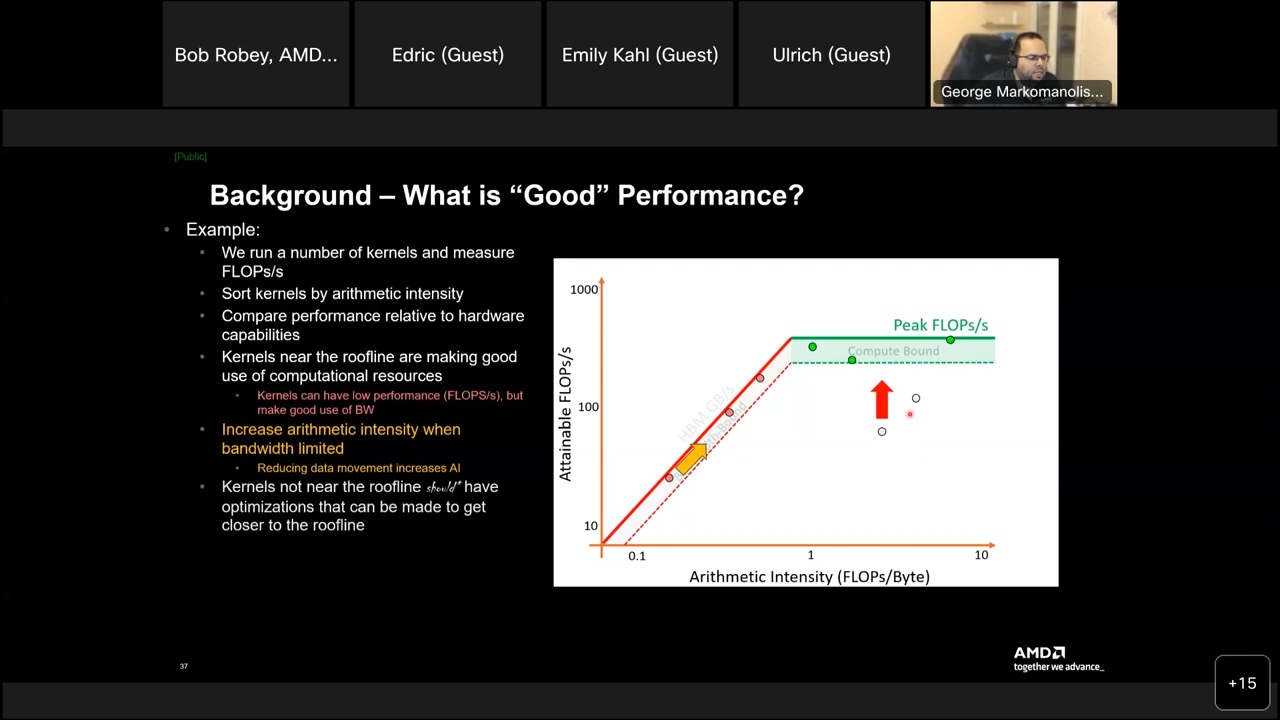 Bob Robey, AMD...
Edric (Guest)
Emily Kahl (Guest)
Ulrich (Guest)
George Markomanolis...
[Public]
Background – What is “Good” Performance?
• Example:
• We run a number of kernels and measure
FLOPs/s
• Sort kernels by arithmetic intensity
• Compare performance relative to hardware
capabilities
• Kernels near the roofline are making good
use of computational resources
• Kernels can have low performance (FLOPS/s), but
make good use of BW
• Increase arithmetic intensity when
bandwidth limited
• Reducing data movement increases AI
• Kernels not near the roofline should* have
optimizations that can be made to get
closer to the roofline
1000
100
10
Attainable FLOPs/s
HBM GB/s
Peak FLOPs/s
Compute Bound
0.1
1
10
Arithmetic Intensity (FLOPs/Byte)
37
AMD
together we advance_
+15